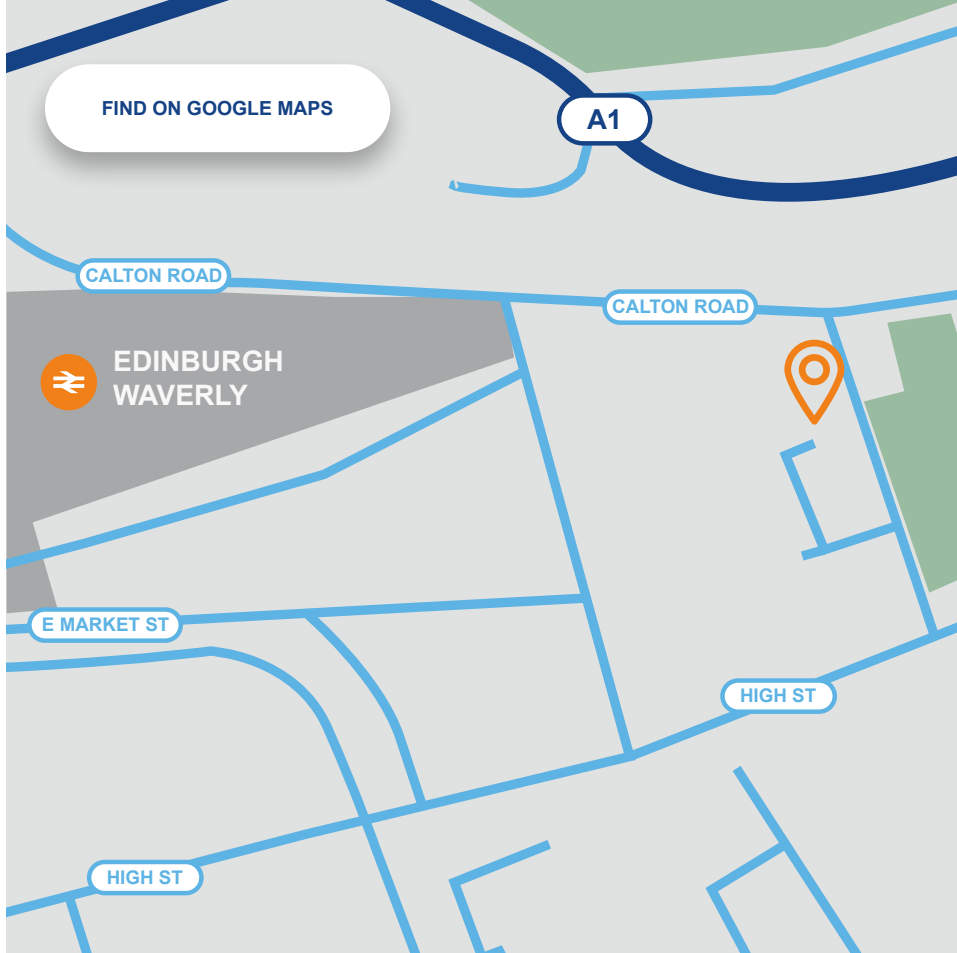 FIND ON GOOGLE MAPS
A1
CALTON ROAD
CALTON ROAD
EDINBURGH
WAVERLY
E MARKET ST
HIGH ST
HIGH ST